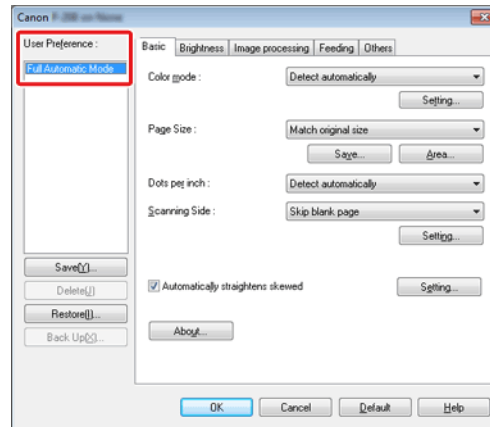 Canon
User Preference :
Full Automatic Mode
Save(Y)...
Delete(J)
Restore(I)...
Back Up(X)...
Basic Brightness Image processing Feeding Others
Color mode : Detect automatically
Setting...
Page Size : Match original size
Save... Area...
Dots per inch : Detect automatically
Scanning Side : Skip blank page
Setting...
Automatically straightens skewed Setting...
About...
OK Cancel Default Help